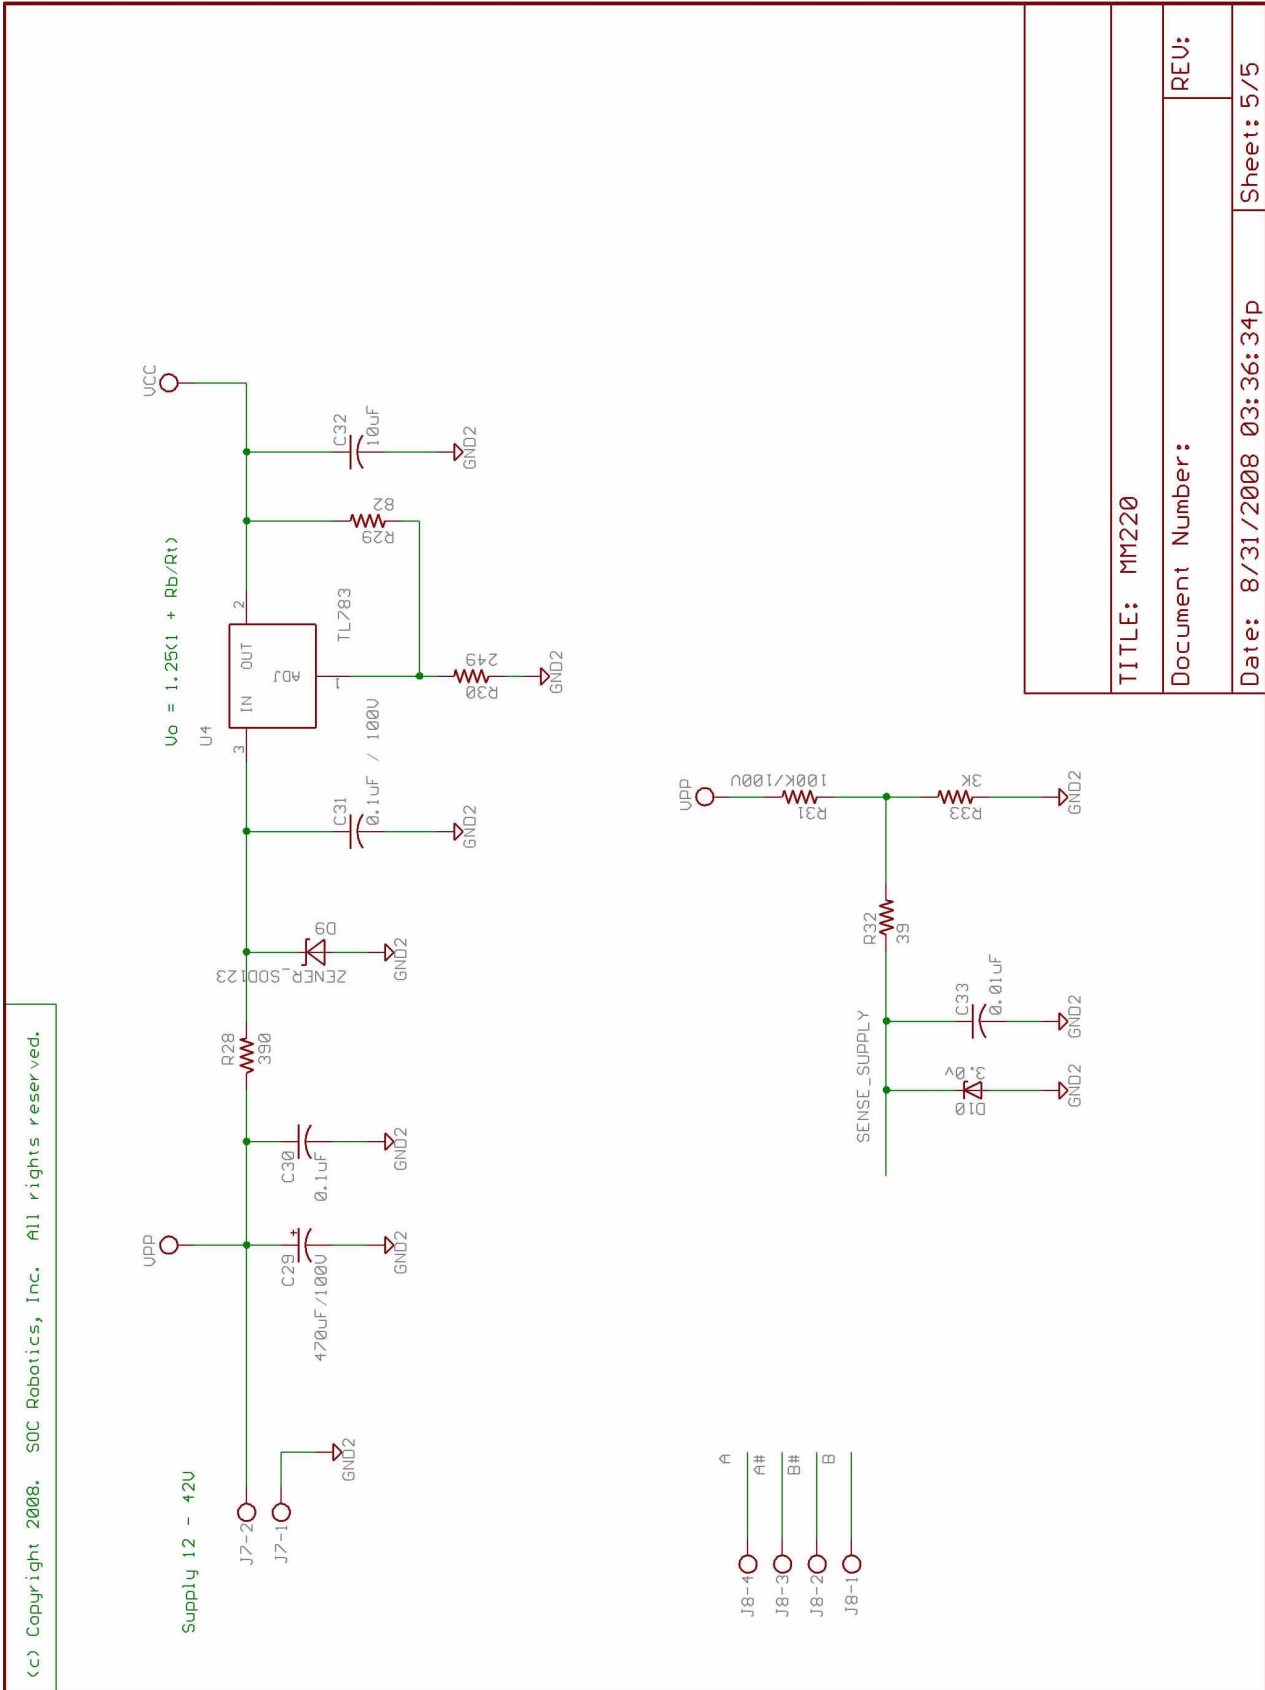 (c) Copyright 2008. SOC Robotics, Inc. All rights reserved.
Supply 12 - 42V
J7-2
J7-1
GND2
VPP
C29
+
470uF/100V
GND2
C30
0.1uF
GND2
R28
390
D9
ZENER_SOD123
GND2
C31
0.1uF / 100V
GND2
Vo = 1.25(1 + Rb/Rt)
U4
3
IN
OUT
2
ADJ
1
TL783
R30
249
GND2
R29
82
C32
10uF
GND2
VCC
J8-4
J8-3
J8-2
J8-1
A
A#
B#
B
SENSE_SUPPLY
D10
3.0v
GND2
C33
0.01uF
GND2
R32
39
VPP
R31
100K/100V
R33
3K
GND2
TITLE: MM220
Document Number:
REV:
Date: 8/31/2008 03:36:34p
Sheet: 5/5